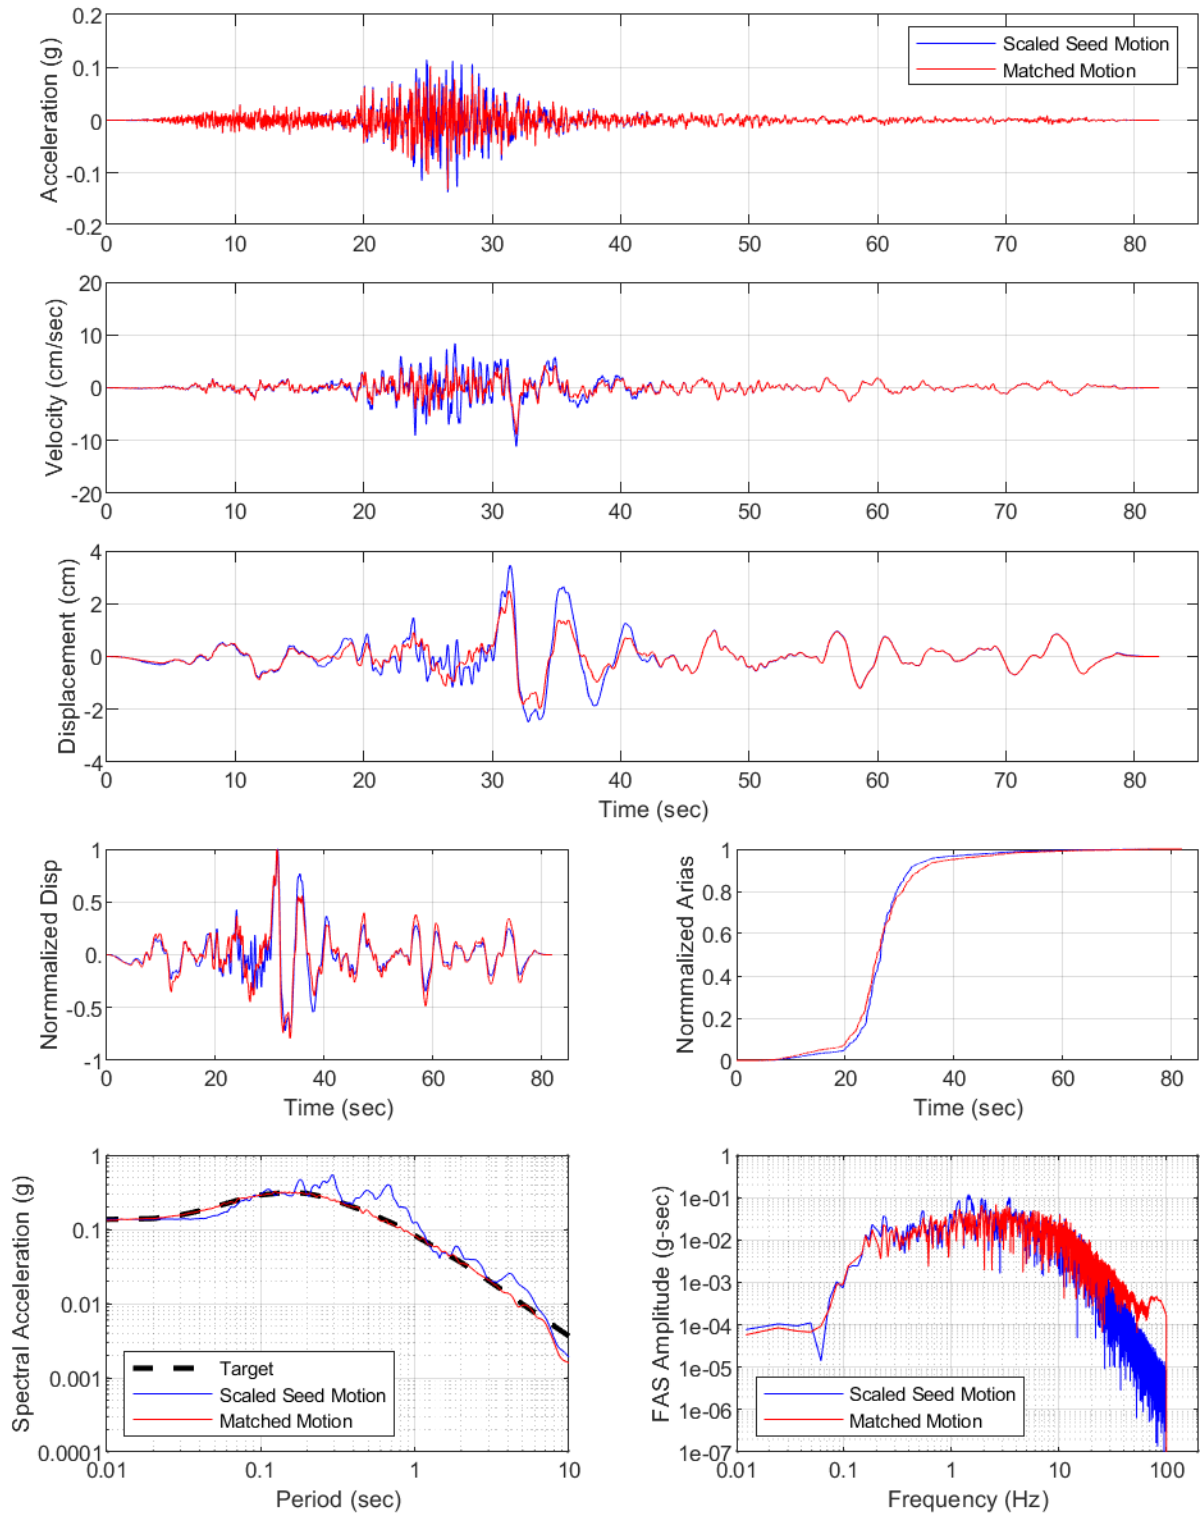 Acceleration (g)
0.2
0.1
0
-0.1
-0.2
Scaled Seed Motion
Matched Motion
0 10 20 30 40 50 60 70 80
Velocity (cm/sec)
20
10
0
-10
-20
0 10 20 30 40 50 60 70 80
Displacement (cm)
4
2
0
-2
-4
0 10 20 30 40 50 60 70 80
Time (sec)
Normmalized Disp
1
0.5
0
-0.5
-1
0 20 40 60 80
Time (sec)
Normmalized Arias
1
0.8
0.6
0.4
0.2
0
0 20 40 60 80
Time (sec)
Spectral Acceleration (g)
1
0.1
0.01
0.001
0.0001
Target
Scaled Seed Motion
Matched Motion
0.01 0.1 1 10
Period (sec)
FAS Amplitude (g-sec)
1
1e-01
1e-02
1e-03
1e-04
1e-05
1e-06
1e-07
Scaled Seed Motion
Matched Motion
0.01 0.1 1 10 100
Frequency (Hz)